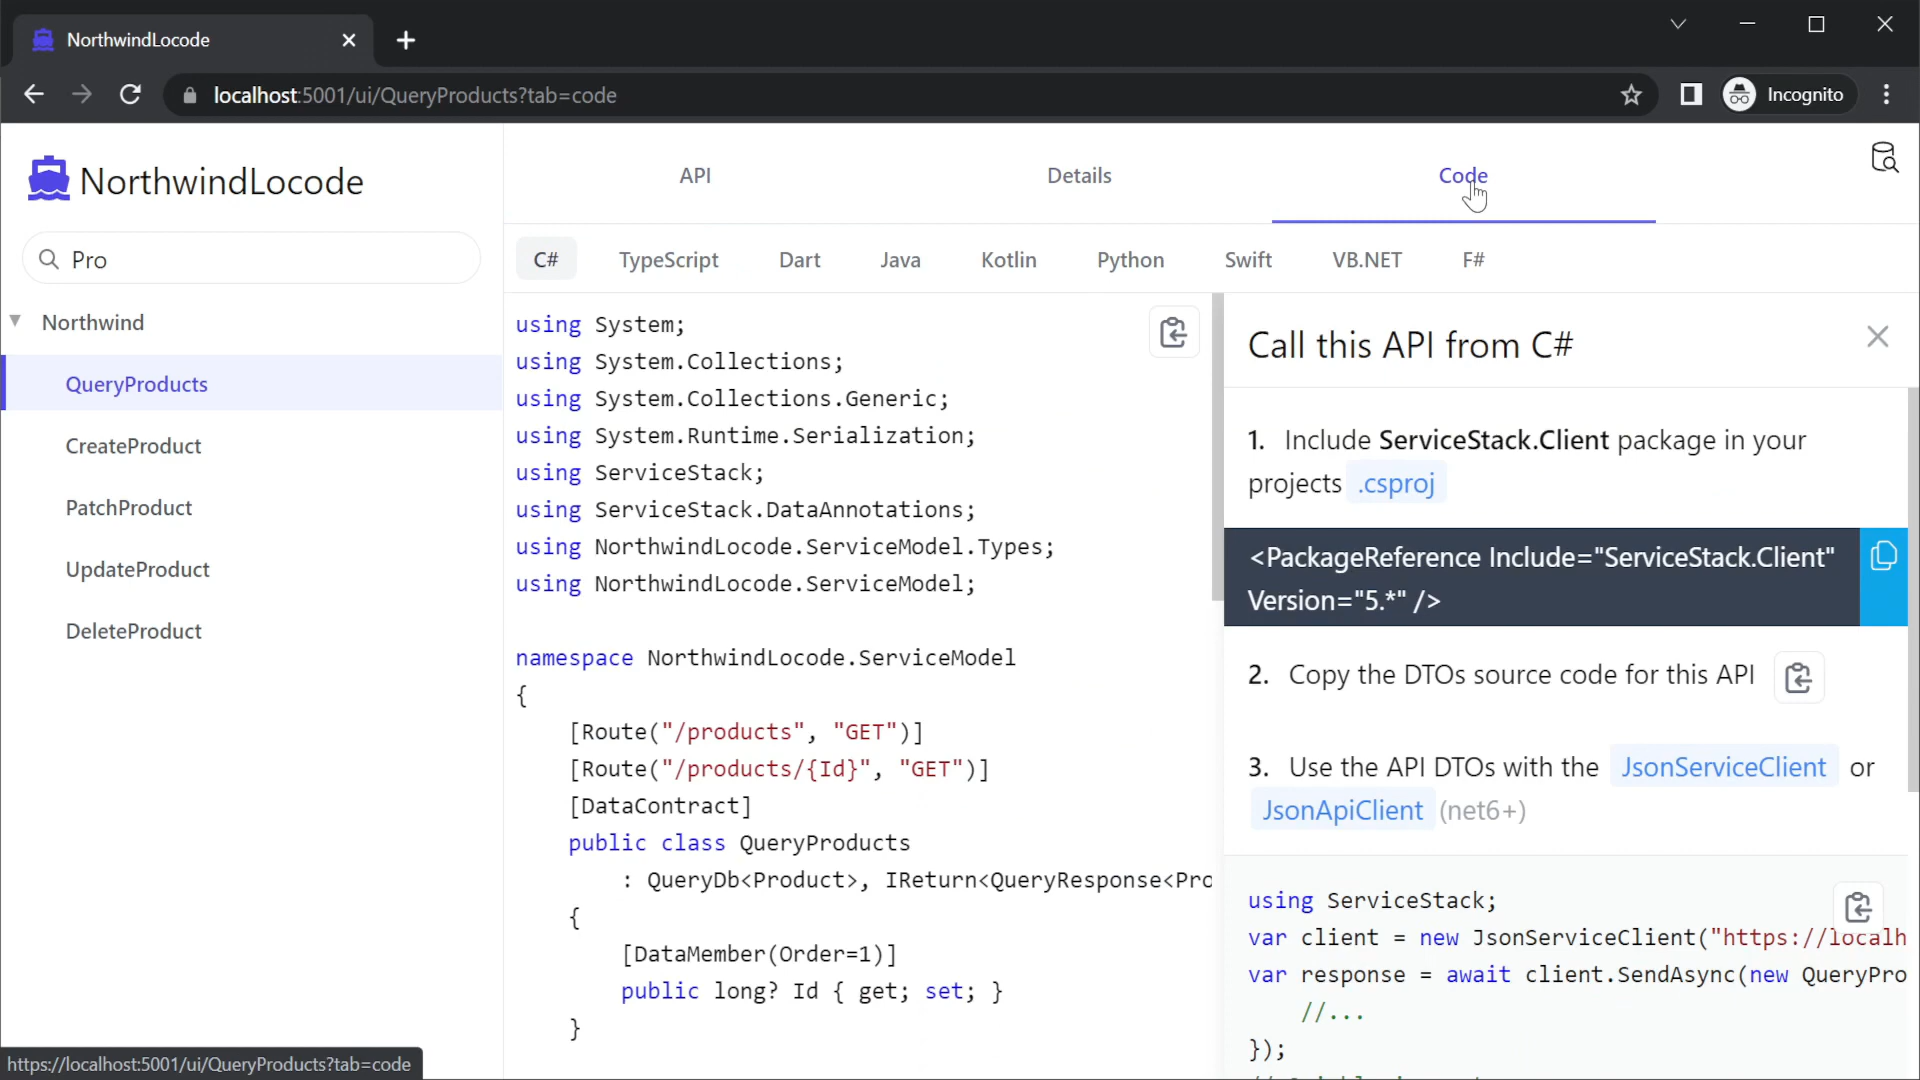 NorthwindLocode
localhost:5001/ui/QueryProducts?tab=code
Incognito
NorthwindLocode
Pro
Northwind
QueryProducts
CreateProduct
PatchProduct
UpdateProduct
DeleteProduct
API
Details
Code
C#
TypeScript
Dart
Java
Kotlin
Python
Swift
VB.NET
F#
using System;
using System.Collections;
using System.Collections.Generic;
using System.Runtime.Serialization;
using ServiceStack;
using ServiceStack.DataAnnotations;
using NorthwindLocode.ServiceModel.Types;
using NorthwindLocode.ServiceModel;
namespace NorthwindLocode.ServiceModel
{
[Route("/products", "GET")]
[Route("/products/{Id}", "GET")]
[DataContract]
public class QueryProducts
: QueryDb<Product>, IReturn<QueryResponse<Pro
{
[DataMember(Order=1)]
public long? Id { get; set; }
}
Call this API from C#
1. Include ServiceStack.Client package in your
projects .csproj
<PackageReference Include="ServiceStack.Client"
Version="5.*" />
2. Copy the DTOs source code for this API
3. Use the API DTOs with the JsonServiceClient or
JsonApiClient (net6+)
using ServiceStack;
var client = new JsonServiceClient("https://localh
var response = await client.SendAsync(new QueryPro
//...
});
https://localhost:5001/ui/QueryProducts?tab=code